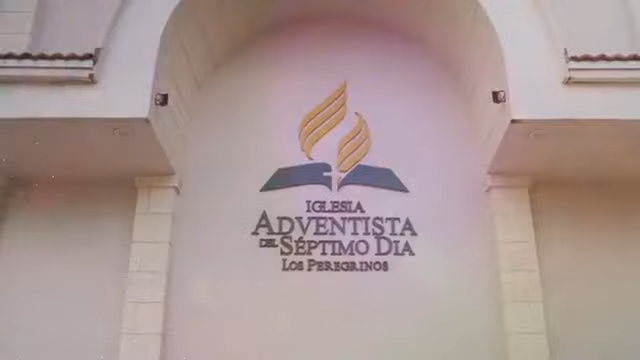 IGLESIA
ADVENTISTA
DEL SÉPTIMO DIA
LOS PEREGRINOS